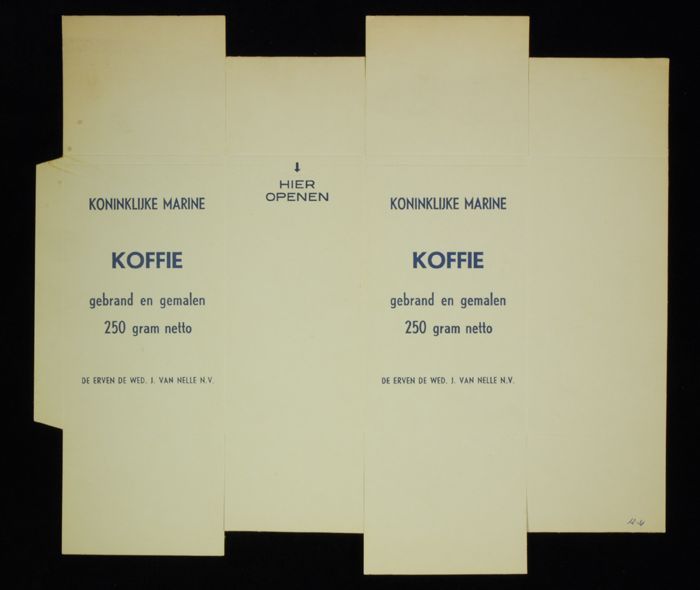 KONINKLIJKE MARINE
KOFFIE
gebrand en gemalen
250 gram netto
DE ERVEN DE WED. J. VAN NELLE N.V.
HIER
OPENEN
KONINKLIJKE MARINE
KOFFIE
gebrand en gemalen
250 gram netto
DE ERVEN DE WED. J. VAN NELLE N.V.